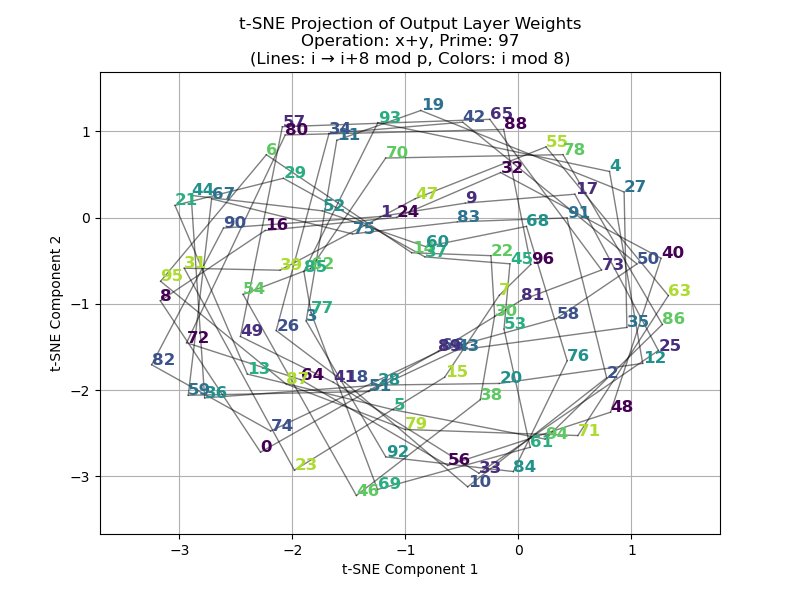 t-SNE Projection of Output Layer Weights
Operation: x+y, Prime: 97
(Lines: i → i+8 mod p, Colors: i mod 8)
19
57 80 34 11 93 42 65 88
6 70 55 78
29 32 4
21 44 67 52 47 9 17 27
90 16 75 1 24 83 68 91
31 39 60 37 22 45 96 73 50 40
95 54 7 81 63
8 77 30 58 86
49 26 3 53 35
72 76 25
82 13 87 64 41 18 51 28 15 20 2 12
59 36 5 38 48
0 74 79 61 94 71
23 92 56 33 84
46 69 10
1
0
−1
−2
−3
t-SNE Component 2
−3 −2 −1 0 1
t-SNE Component 1